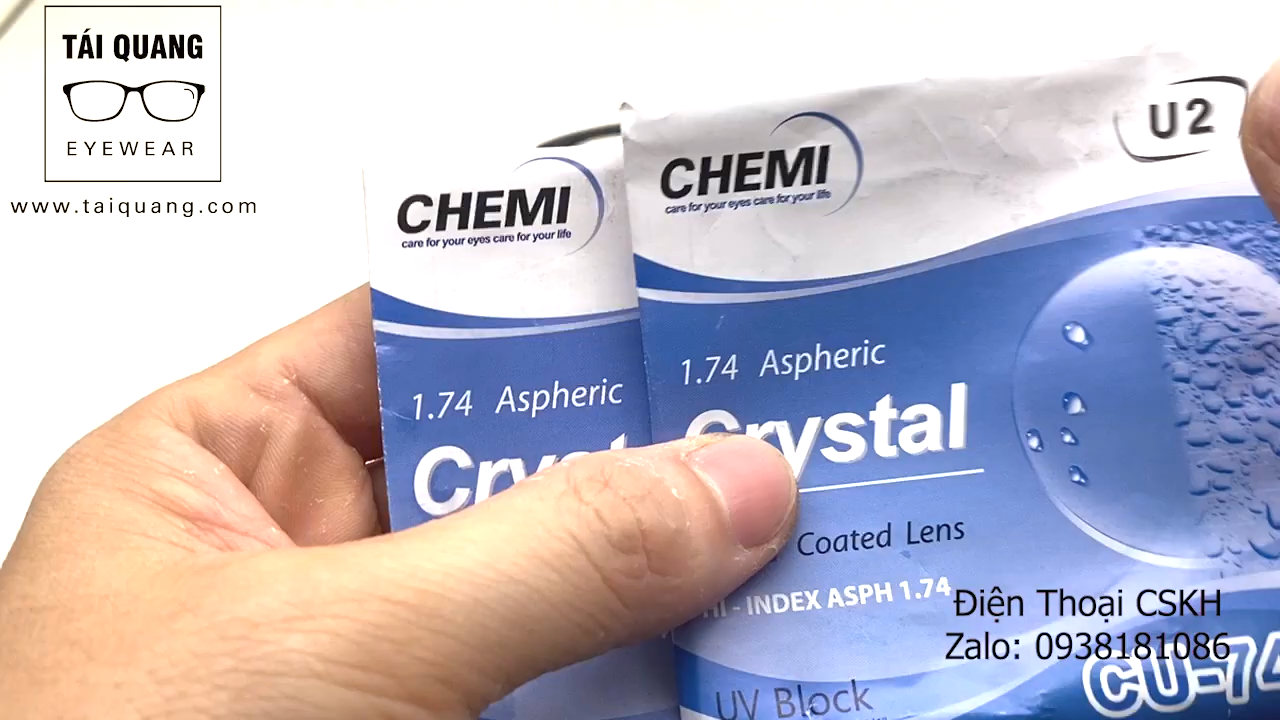 TÁI QUANG
EYEWEAR
www.taiquang.com
CHEMI
care for your eyes care for your life
1.74 Aspheric
CHEMI
care for your eyes care for your life
U2
1.74 Aspheric
Crystal
Coated Lens
- INDEX ASPH 1.74
UV Block
CU-74
Điện Thoại CSKH
Zalo: 0938181086